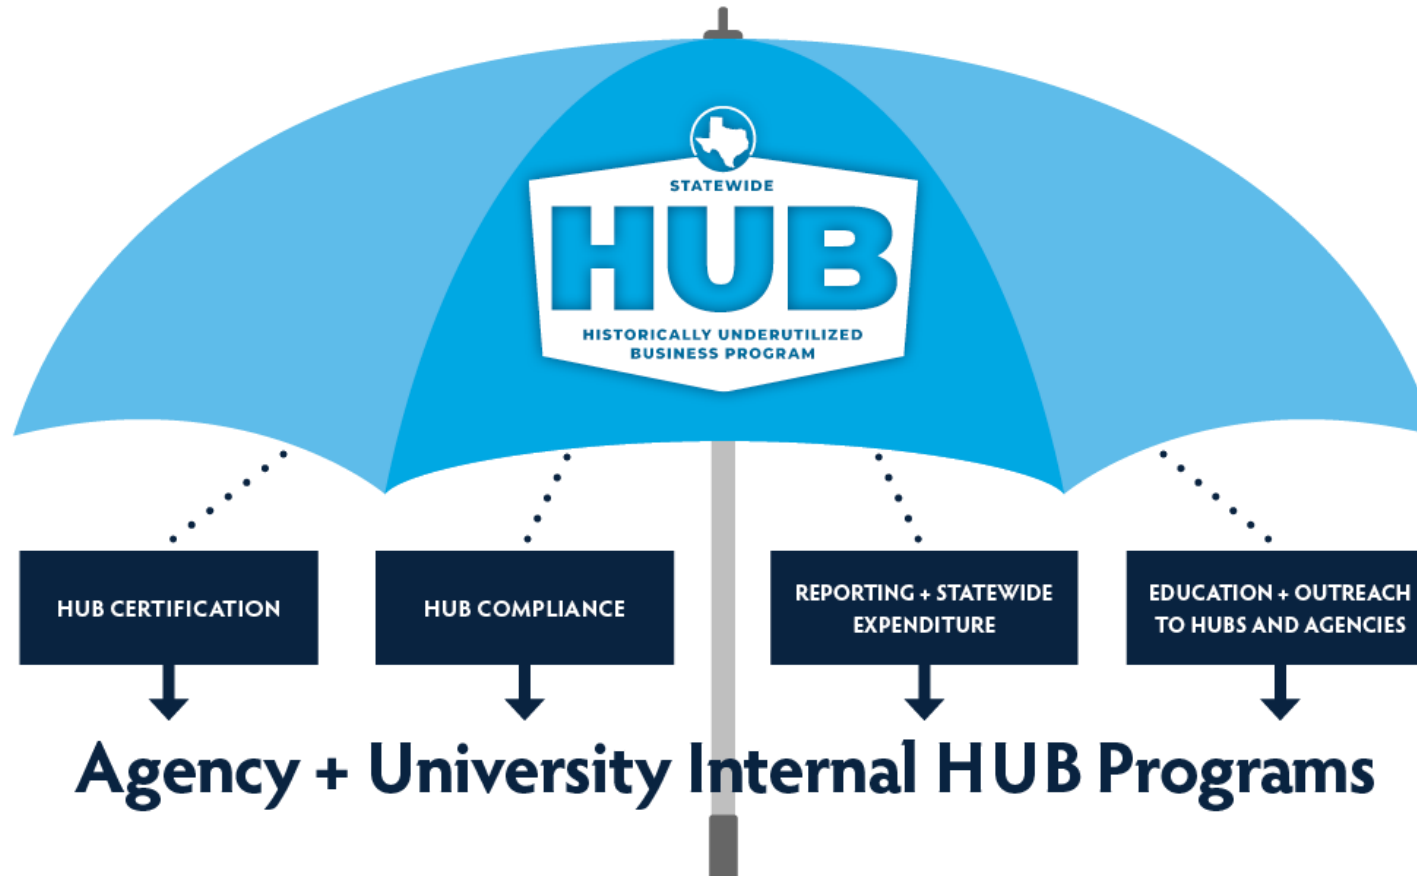 STATEWIDE
HUB
HISTORICALLY UNDERUTILIZED
BUSINESS PROGRAM
HUB CERTIFICATION
HUB COMPLIANCE
REPORTING + STATEWIDE
EXPENDITURE
EDUCATION + OUTREACH
TO HUBS AND AGENCIES
Agency + University Internal HUB Programs